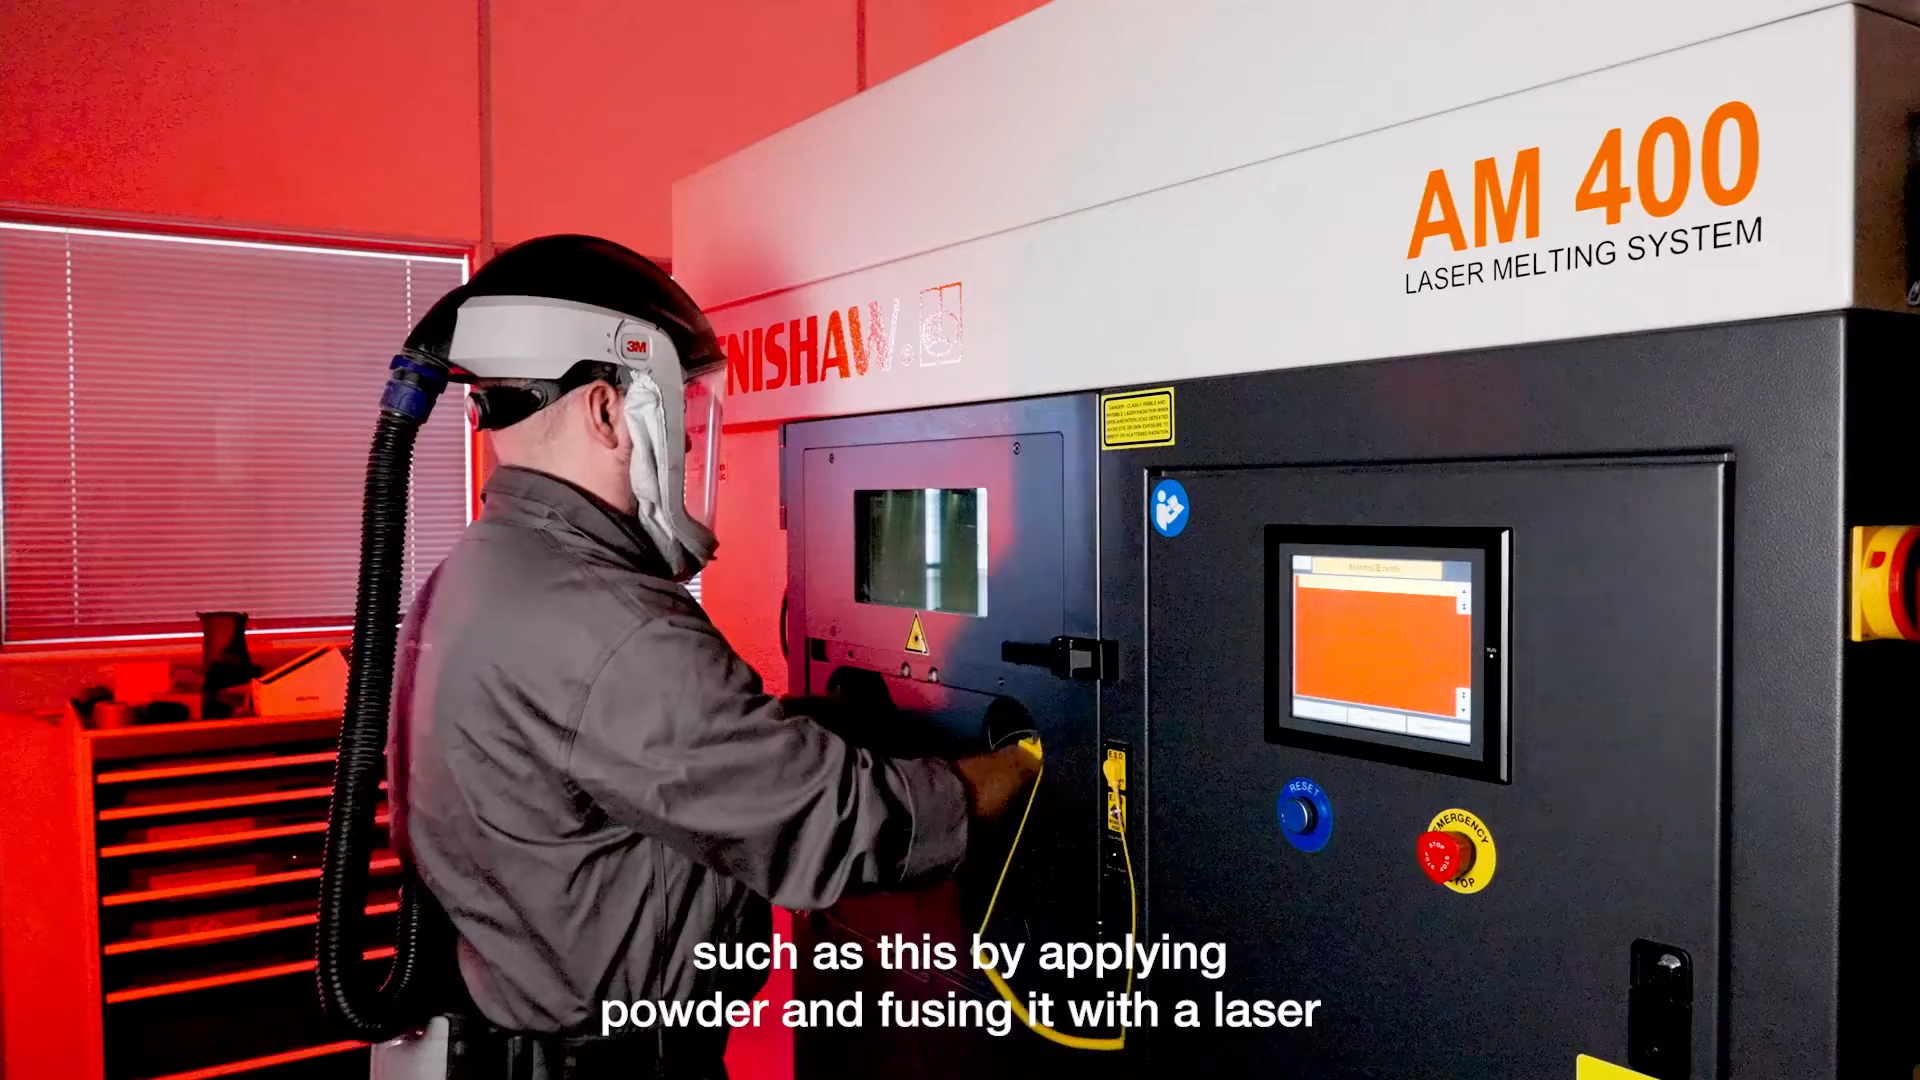 AM 400
LASER MELTING SYSTEM
ENISHAW
3M
RESET
EMERGENCY
STOP
such as this by applying
powder and fusing it with a laser